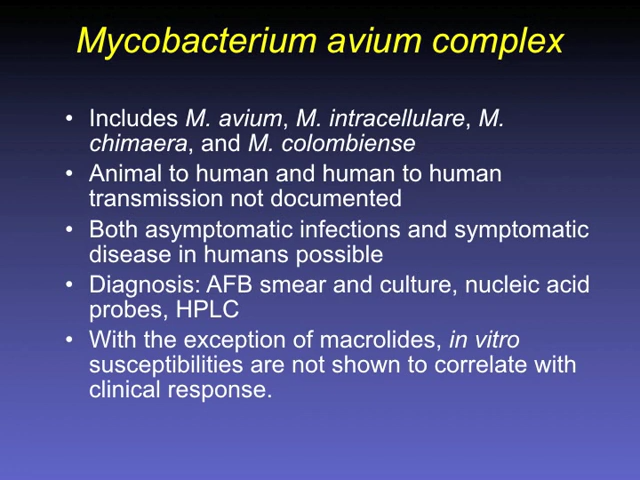 Mycobacterium avium complex
• Includes M. avium, M. intracellulare, M.
chimaera, and M. colombiense
• Animal to human and human to human
transmission not documented
• Both asymptomatic infections and symptomatic
disease in humans possible
• Diagnosis: AFB smear and culture, nucleic acid
probes, HPLC
• With the exception of macrolides, in vitro
susceptibilities are not shown to correlate with
clinical response.